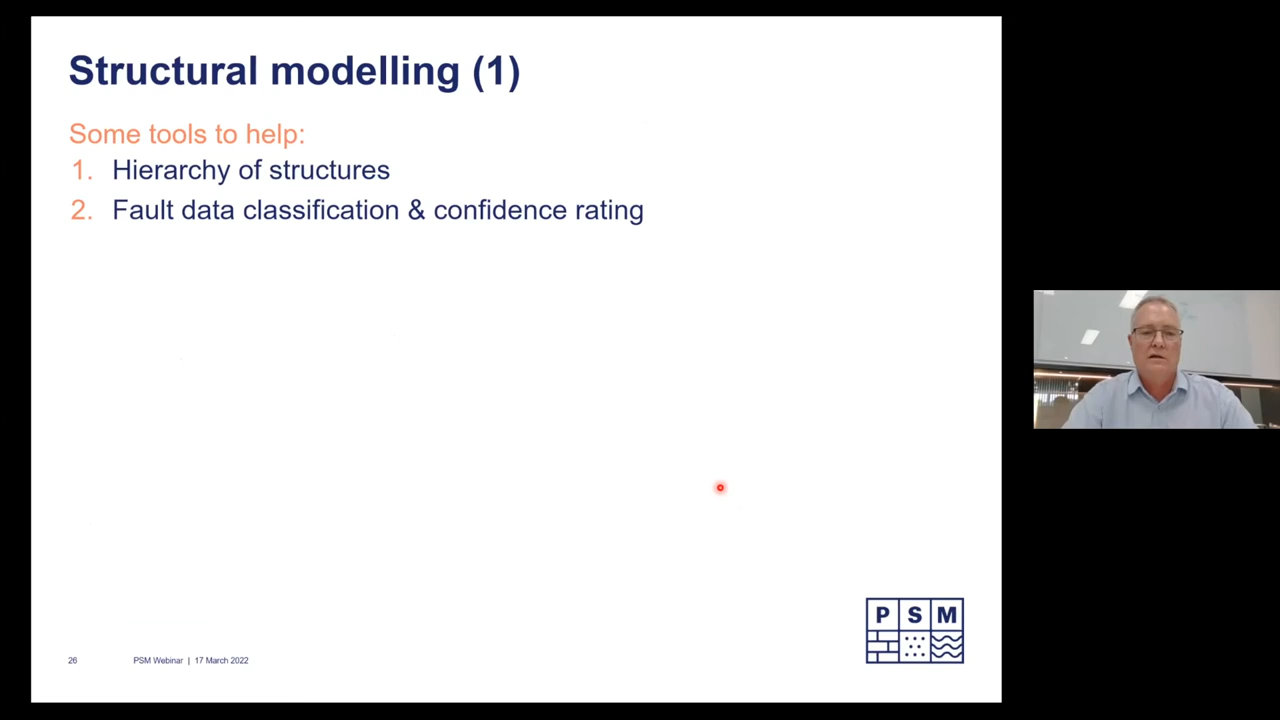 Structural modelling (1)
Some tools to help:
1. Hierarchy of structures
2. Fault data classification & confidence rating
P S M
26 PSM Webinar | 17 March 2022